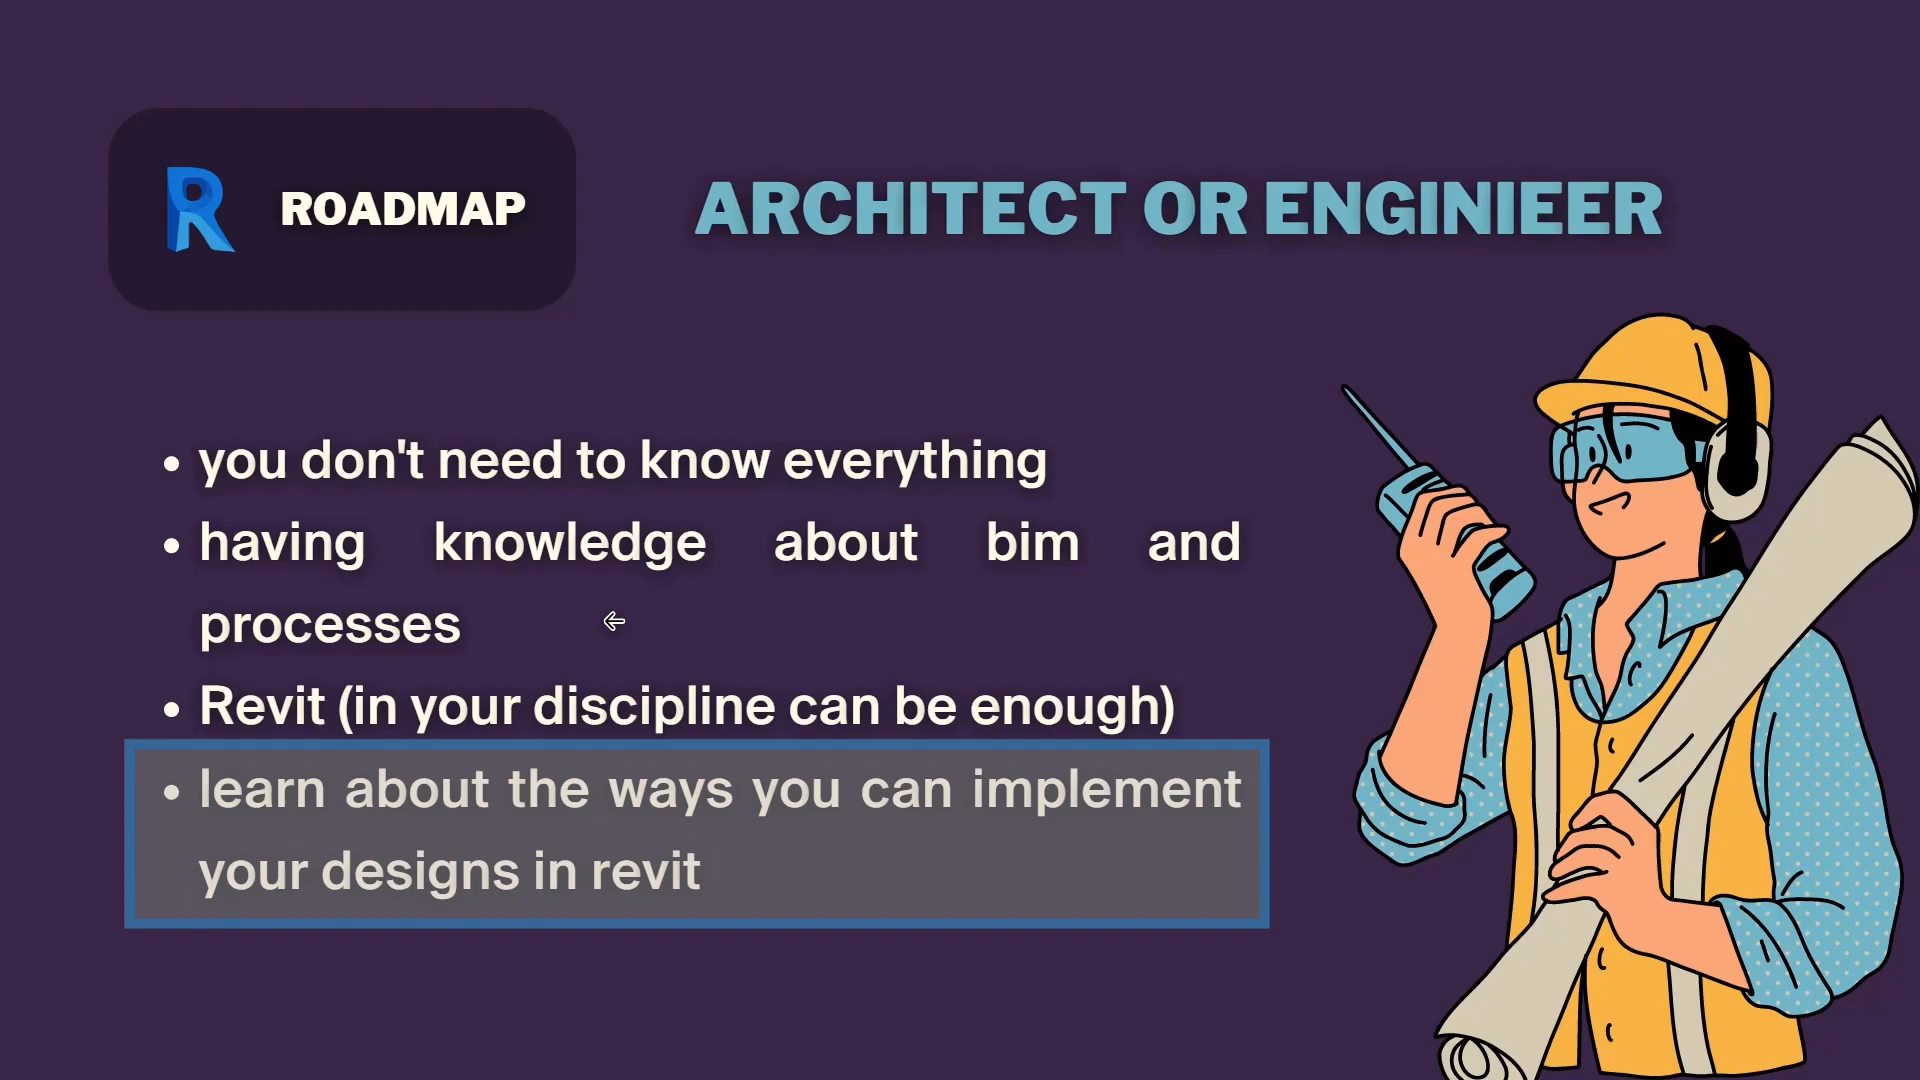 ROADMAP
ARCHITECT OR ENGINIEER
• you don't need to know everything
• having knowledge about bim and
processes
• Revit (in your discipline can be enough)
• learn about the ways you can implement
your designs in revit